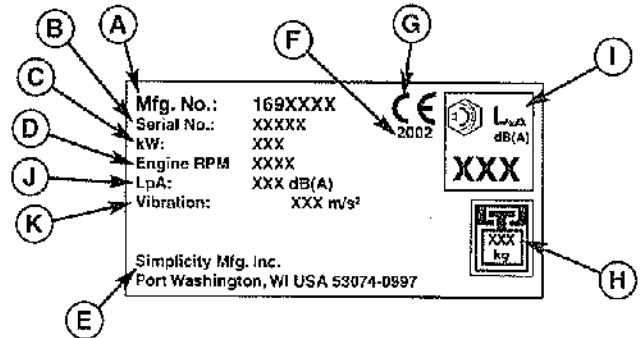 A
B
C
D
J
K
E
F
G
I
H
Mfg. No.: 169XXXX
Serial No.: XXXXX
kW: XXX
Engine RPM XXXX
LpA: XXX dB(A)
Vibration: XXX m/s²
Simplicity Mfg. Inc.
Port Washington, WI USA 53074-0997
CE
2002
dB(A)
XXX
XXX
kg